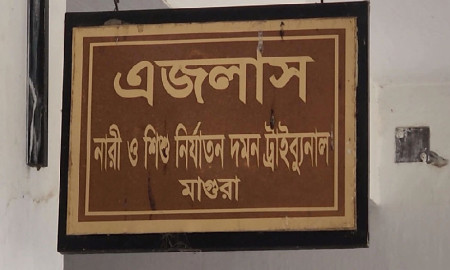 এজলাস
নারী ও শিশু নির্যাতন দমন ট্রাইব্যুনাল
মাগুরা